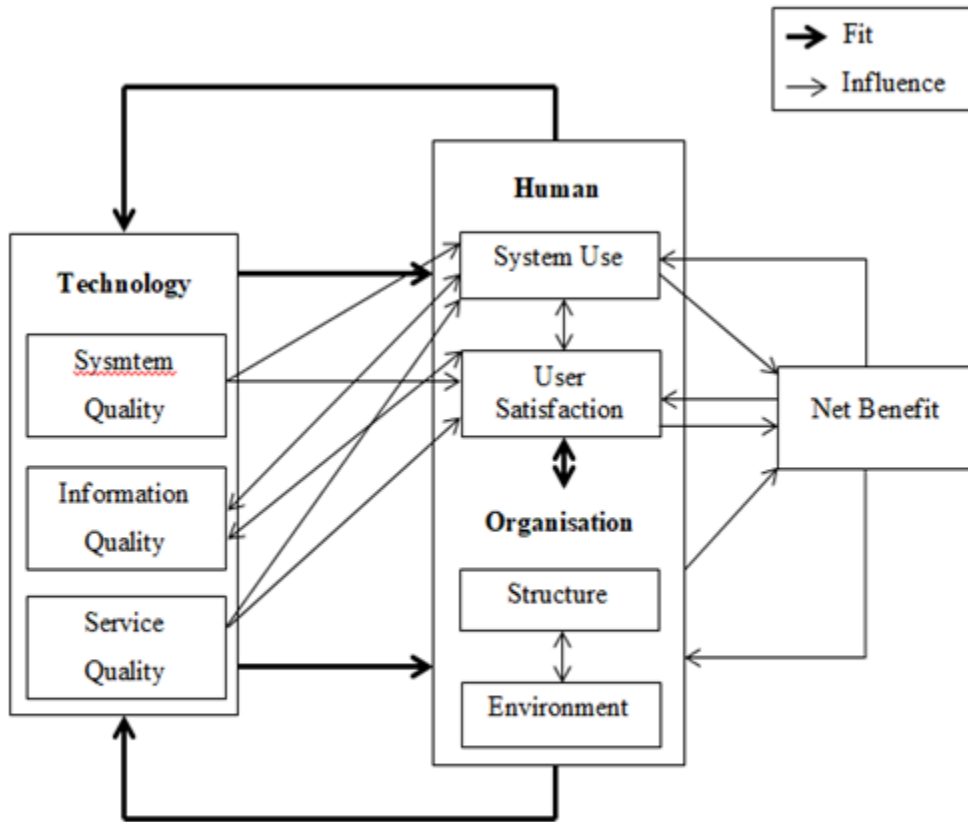 Fit
Influence
Human
System Use
Technology
Sysmtem
Quality
User
Satisfaction
Net Benefit
Information
Quality
Organisation
Structure
Service
Quality
Environment